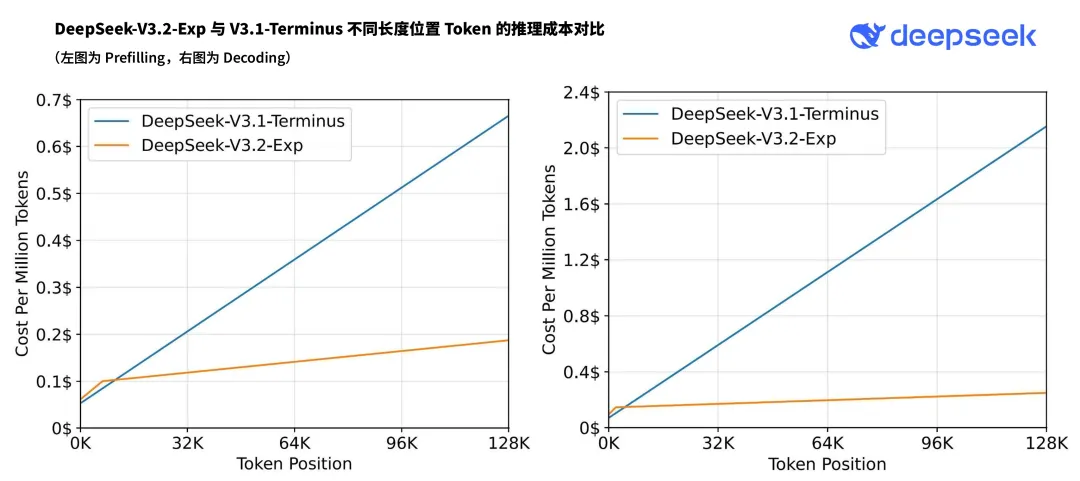 DeepSeek-V3.2-Exp 与 V3.1-Terminus 不同长度位置 Token 的推理成本对比
（左图为 Prefilling，右图为 Decoding）
deepseek
DeepSeek-V3.1-Terminus
DeepSeek-V3.2-Exp
Cost Per Million Tokens
0.7$
0.6$
0.5$
0.4$
0.3$
0.2$
0.1$
0$
0K 32K 64K 96K 128K
Token Position
DeepSeek-V3.1-Terminus
DeepSeek-V3.2-Exp
Cost Per Million Tokens
2.4$
2.0$
1.6$
1.2$
0.8$
0.4$
0$
0K 32K 64K 96K 128K
Token Position